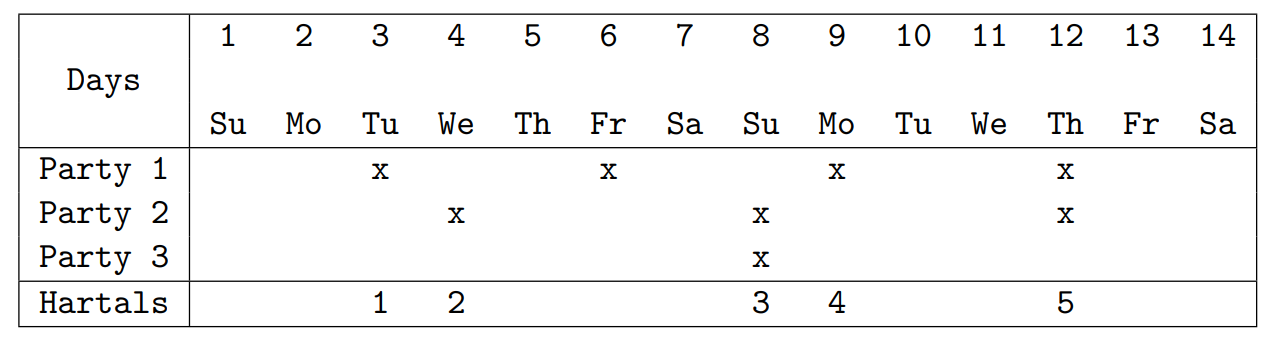 1 2 3 4 5 6 7 8 9 10 11 12 13 14
Days
Su Mo Tu We Th Fr Sa Su Mo Tu We Th Fr Sa
Party 1 x x x x
Party 2 x x x
Party 3 x
Hartals 1 2 3 4 5